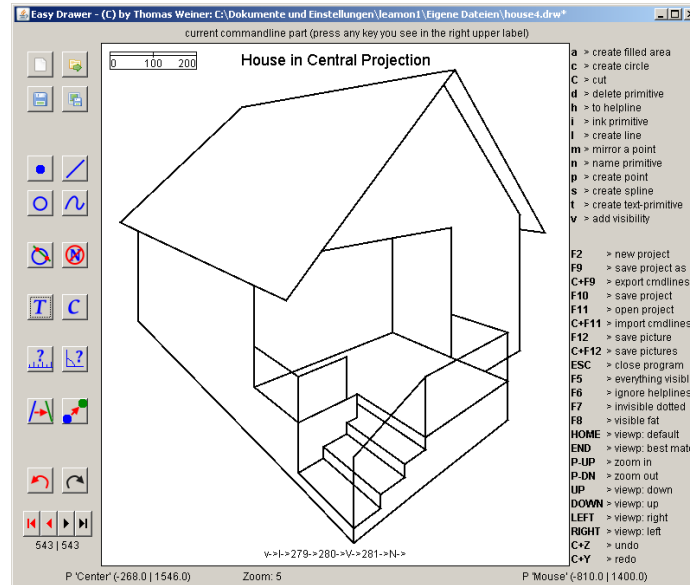 Easy Drawer - (C) by Thomas Weiner: C:\Dokumente und Einstellungen\leamon1\Eigene Dateien\house4.drw*
current commandline part (press any key you see in the right upper label)
0 100 200
House in Central Projection
a > create filled area
c > create circle
C > cut
d > delete primitive
h > to helpline
i > ink primitive
l > create line
m > mirror a point
n > name primitive
p > create point
s > create spline
t > create text-primitive
v > add visibility
F2 > new project
F9 > save project as
C+F9 > export cmdlines
F10 > save project
F11 > open project
C+F11 > import cmdlines
F12 > save picture
C+F12 > save pictures
ESC > close program
F5 > everything visibl
F6 > ignore helplines
F7 > invisible dotted
F8 > visible fat
HOME > viewp: default
END > viewp: best mat
P-UP > zoom in
P-DN > zoom out
UP > viewp: down
DOWN > viewp: up
LEFT > viewp: right
RIGHT > viewp: left
C+Z > undo
C+Y > redo
N
T C
? ?
543 | 543
v->l->279->280->V->281->N->
P 'Center' (-268.0 | 1546.0) Zoom: 5 P 'Mouse' (-810.0 | 1400.0)